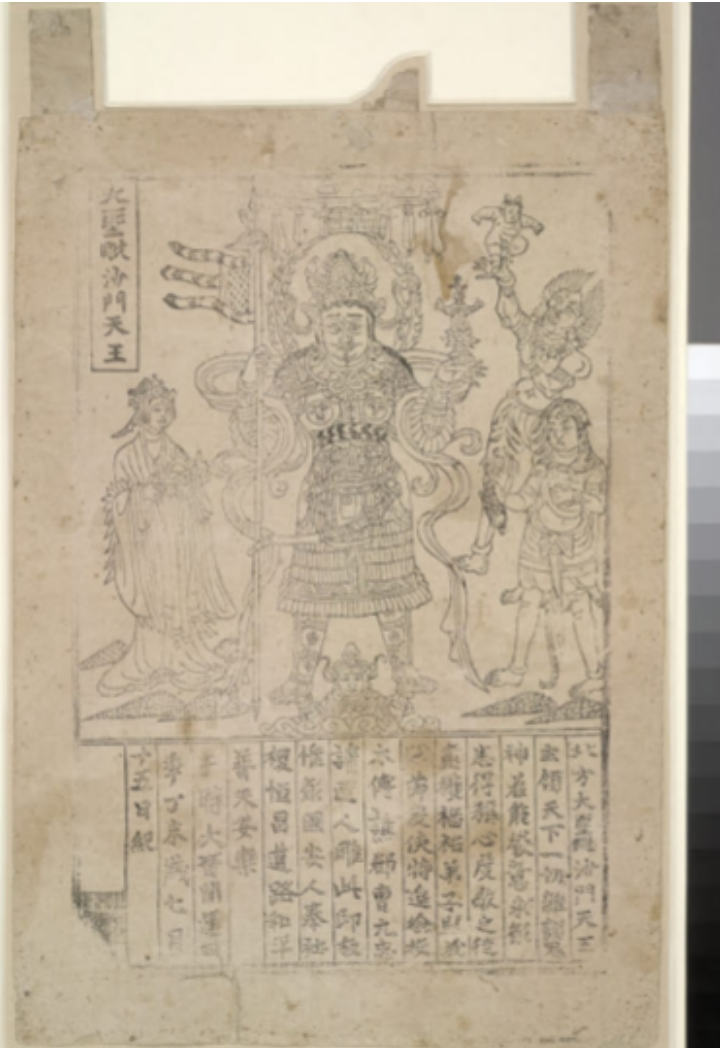 大聖毗沙門天王
北方大聖毗沙門天王
主領天下一切雜類鬼
神若能發意求願
悉得稱心虔敬之徒
盡獲福祐弟子歸義
軍節度使特進檢校
太傅譙郡曹元忠
請匠人雕此印板
惟願國安人泰社
稷恒昌道路和平
普天安樂
于時大晉開運四
年丁未歲七月
十五日紀